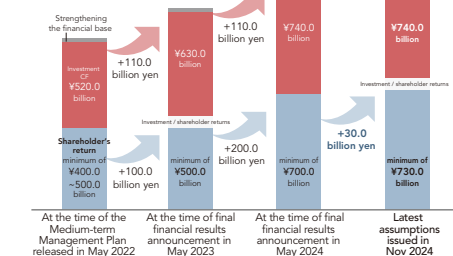 Strengthening
the financial base
Investment
CF
¥520.0
billion
Shareholder's
return
minimum of
¥400.0
~500.0
billion
+110.0
billion yen
+100.0
billion yen
¥630.0
billion
Investment / shareholder returns
minimum of
¥500.0
billion
+110.0
billion yen
+200.0
billion yen
¥740.0
billion
minimum of
¥700.0
billion
+30.0
billion yen
¥740.0
billion
Investment / shareholder returns
minimum of
¥730.0
billion
At the time of the
Medium-term
Management Plan
released in May 2022
At the time of final
financial results
announcement in
May 2023
At the time of final
financial results
announcement in
May 2024
Latest
assumptions
issued in
Nov 2024